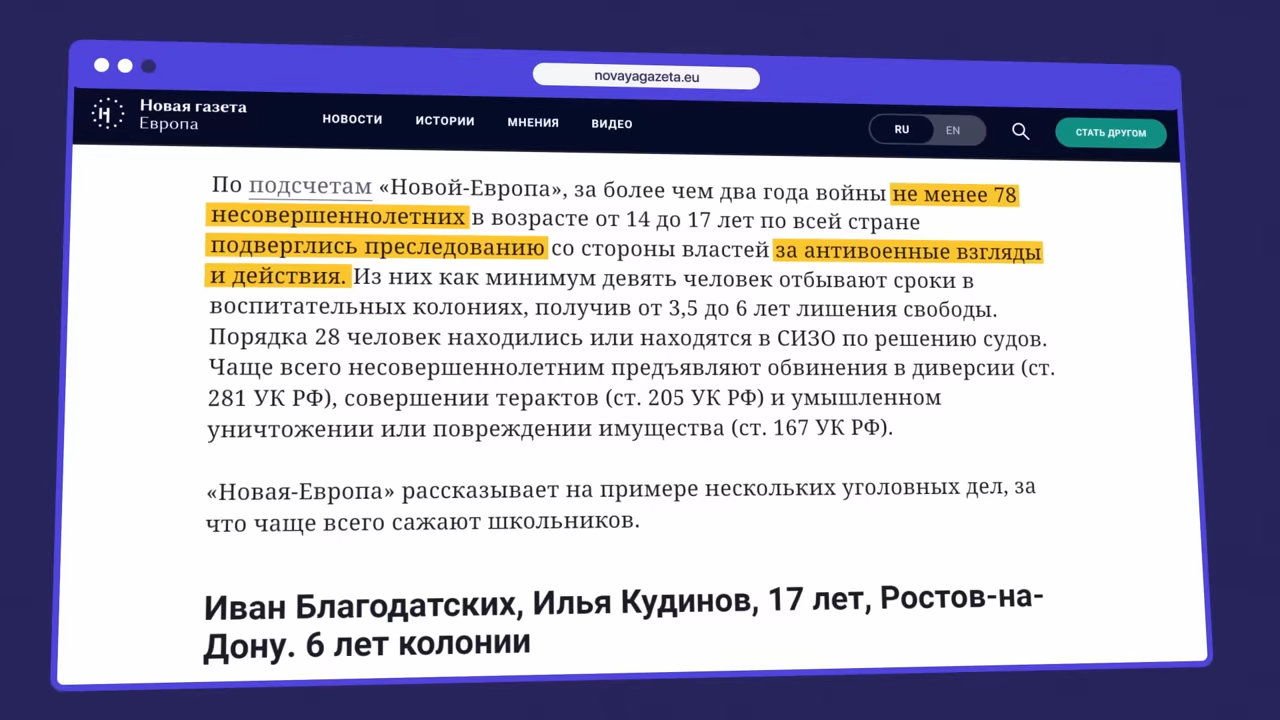 novayagazeta.eu
Новая газета
Европа
НОВОСТИ
ИСТОРИИ
МНЕНИЯ
ВИДЕО
RU
EN
СТАТЬ ДРУГОМ
По подсчетам «Новой-Европа», за более чем два года войны не менее 78
несовершеннолетних в возрасте от 14 до 17 лет по всей стране
подверглись преследованию со стороны властей за антивоенные взгляды
и действия. Из них как минимум девять человек отбывают сроки в
воспитательных колониях, получив от 3,5 до 6 лет лишения свободы.
Порядка 28 человек находились или находятся в СИЗО по решению судов.
Чаще всего несовершеннолетним предъявляют обвинения в диверсии (ст.
281 УК РФ), совершении терактов (ст. 205 УК РФ) и умышленном
уничтожении или повреждении имущества (ст. 167 УК РФ).
«Новая-Европа» рассказывает на примере нескольких уголовных дел, за
что чаще всего сажают школьников.
Иван Благодатских, Илья Кудинов, 17 лет, Ростов-на-
Дону. 6 лет колонии